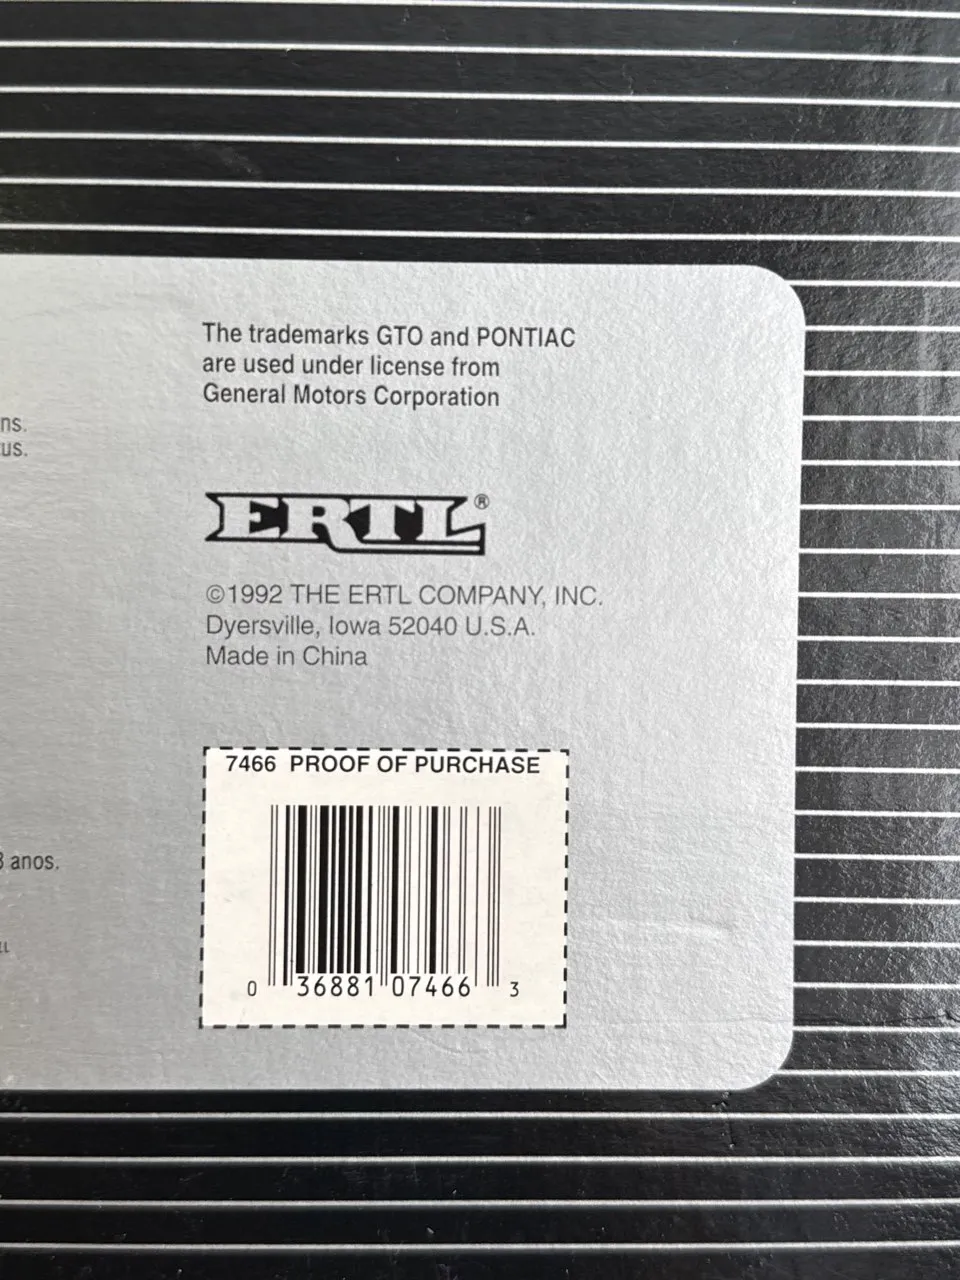 The trademarks GTO and PONTIAC
are used under license from
General Motors Corporation
ns.
us.
ERTL®
©1992 THE ERTL COMPANY, INC.
Dyersville, Iowa 52040 U.S.A.
Made in China
7466 PROOF OF PURCHASE
3 anos.
0 36881 07466 3